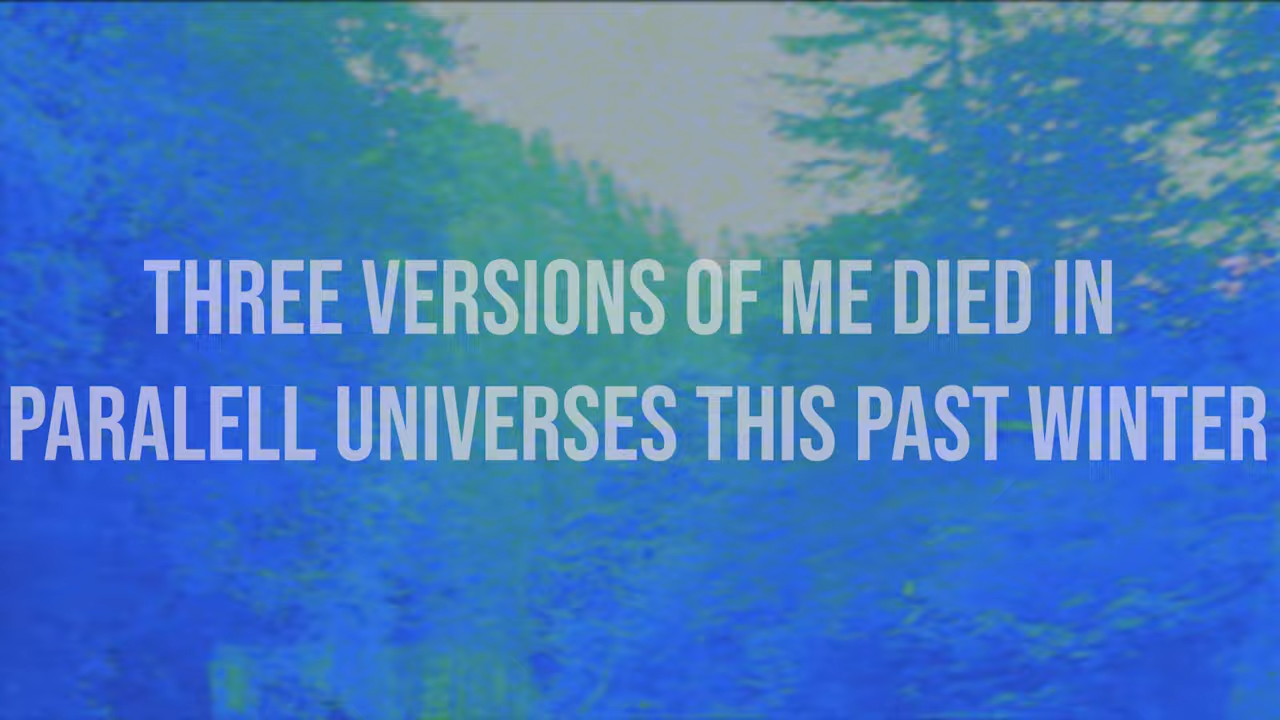 THREE VERSIONS OF ME DIED IN
PARALELL UNIVERSES THIS PAST WINTER